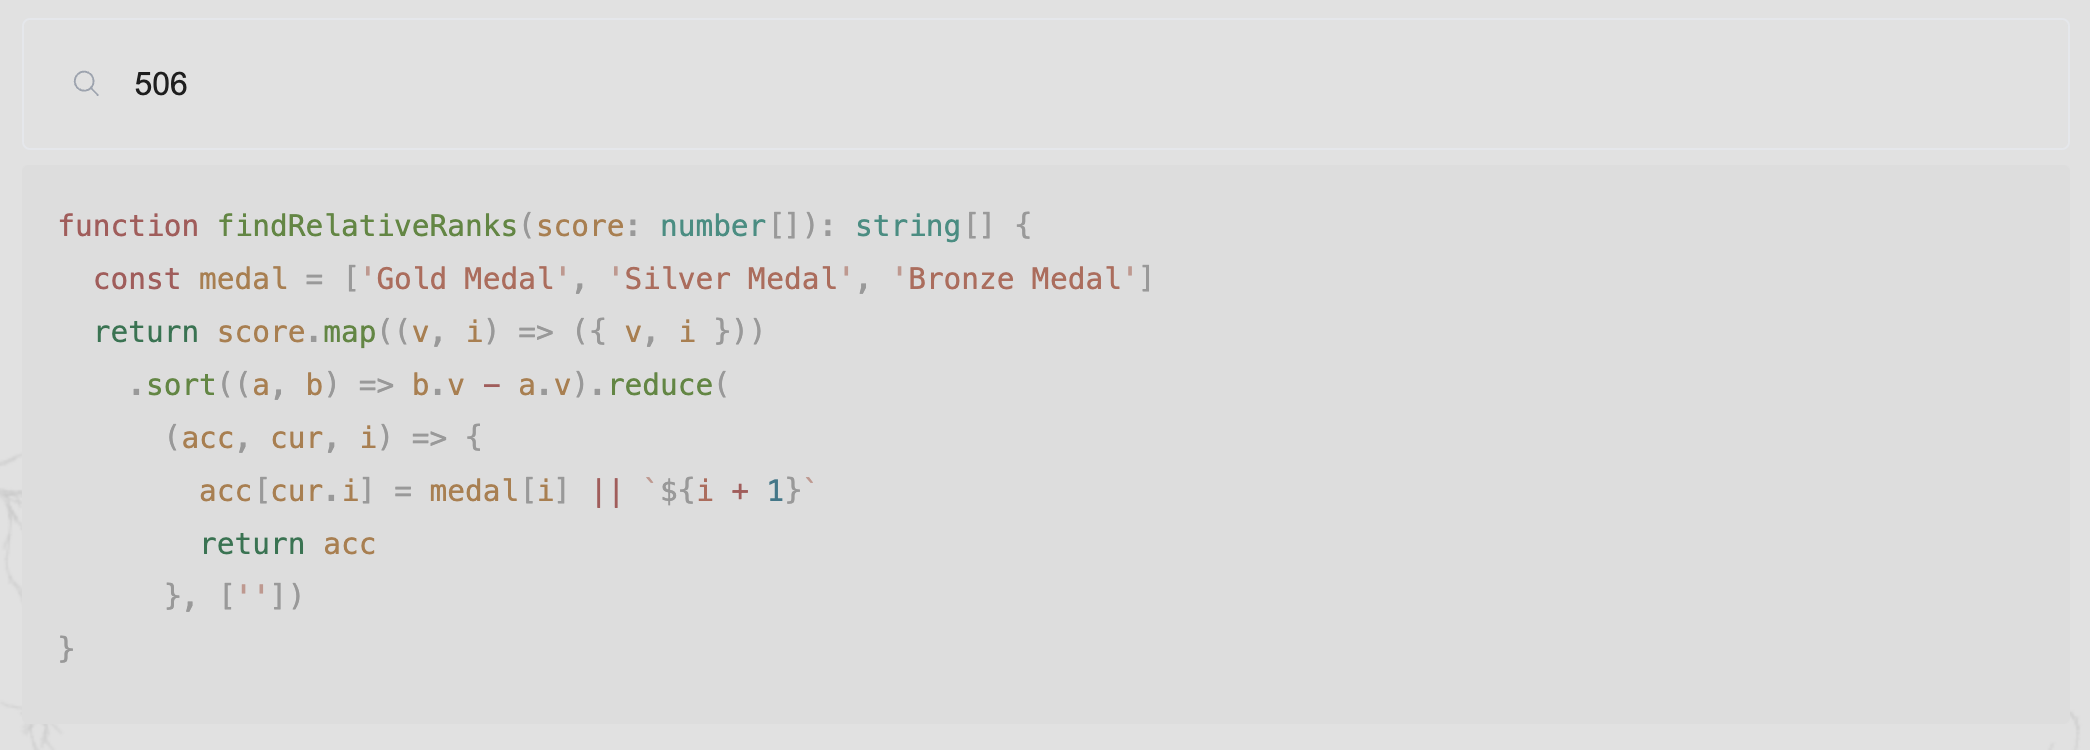 506
function findRelativeRanks(score: number[]): string[] {
  const medal = ['Gold Medal', 'Silver Medal', 'Bronze Medal']
  return score.map((v, i) => ({ v, i }))
    .sort((a, b) => b.v - a.v).reduce(
      (acc, cur, i) => {
        acc[cur.i] = medal[i] || `${i + 1}`
        return acc
      }, [''])
}